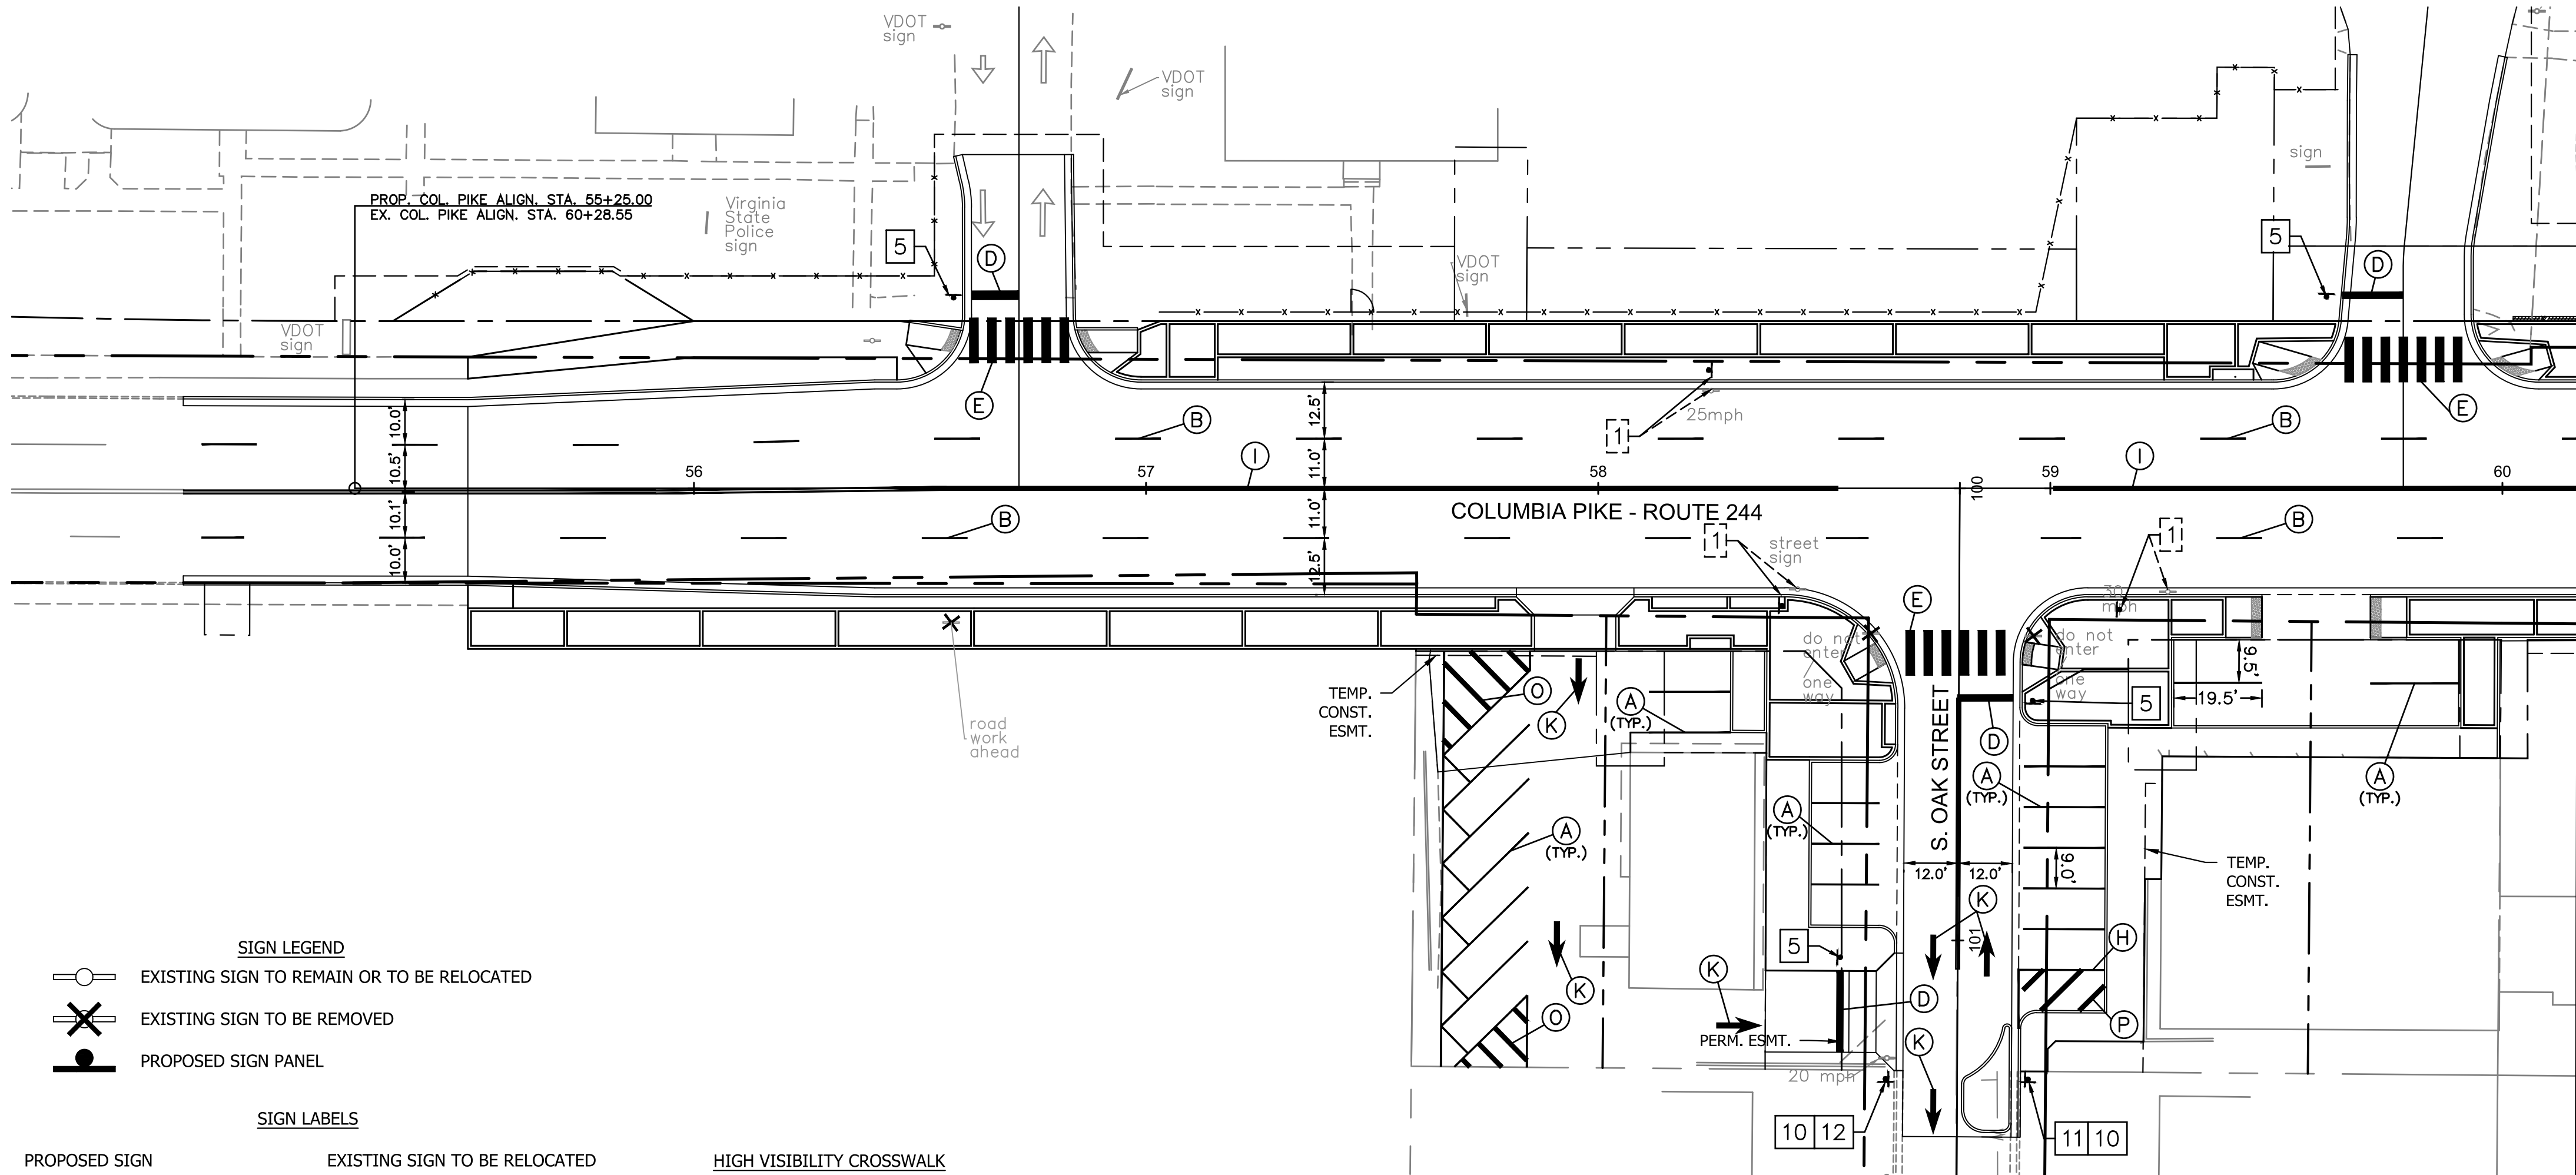 VDOT
sign
VDOT
sign
sign
PROP. COL. PIKE ALIGN. STA. 55+25.00
EX. COL. PIKE ALIGN. STA. 60+28.55
Virginia
State
Police
sign
5
D
5
D
VDOT
sign
VDOT
sign
E
B
1
25mph
B
E
10.0'
12.5'
10.5'
11.0'
I
I
56
57
58
59
60
100
10.1'
11.0'
B
COLUMBIA PIKE - ROUTE 244
B
10.0'
12.5'
1
street
sign
1
30
mph
E
do not
enter
/
one
way
do not
enter
/
one
way
9.5'
19.5'
5
road
work
ahead
TEMP.
CONST.
ESMT.
O
K
A
(TYP.)
S. OAK STREET
D
A
(TYP.)
A
(TYP.)
A
(TYP.)
A
(TYP.)
12.0'
12.0'
9.0'
TEMP.
CONST.
ESMT.
K
101
H
5
K
K
D
O
P
PERM. ESMT.
K
20 mph
10 12
11 10
SIGN LEGEND
EXISTING SIGN TO REMAIN OR TO BE RELOCATED
EXISTING SIGN TO BE REMOVED
PROPOSED SIGN PANEL
SIGN LABELS
PROPOSED SIGN
EXISTING SIGN TO BE RELOCATED
HIGH VISIBILITY CROSSWALK